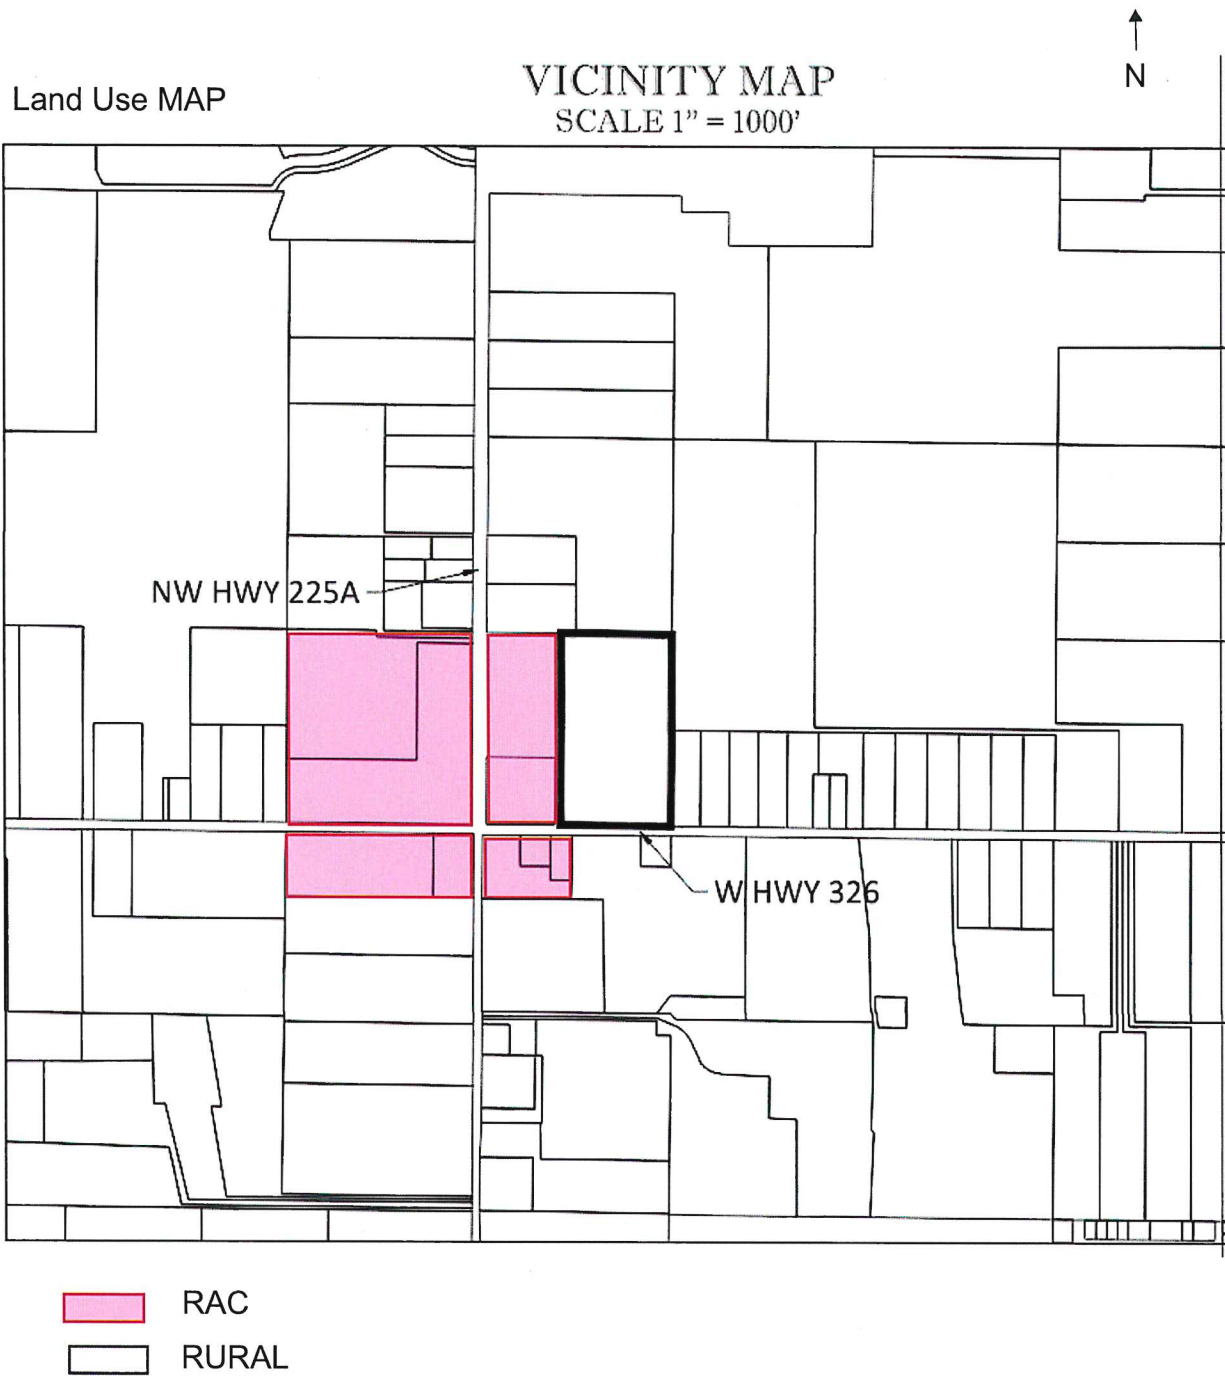 N
Land Use MAP
VICINITY MAP
SCALE 1" = 1000'
NW HWY 225A
W HWY 326
RAC
RURAL